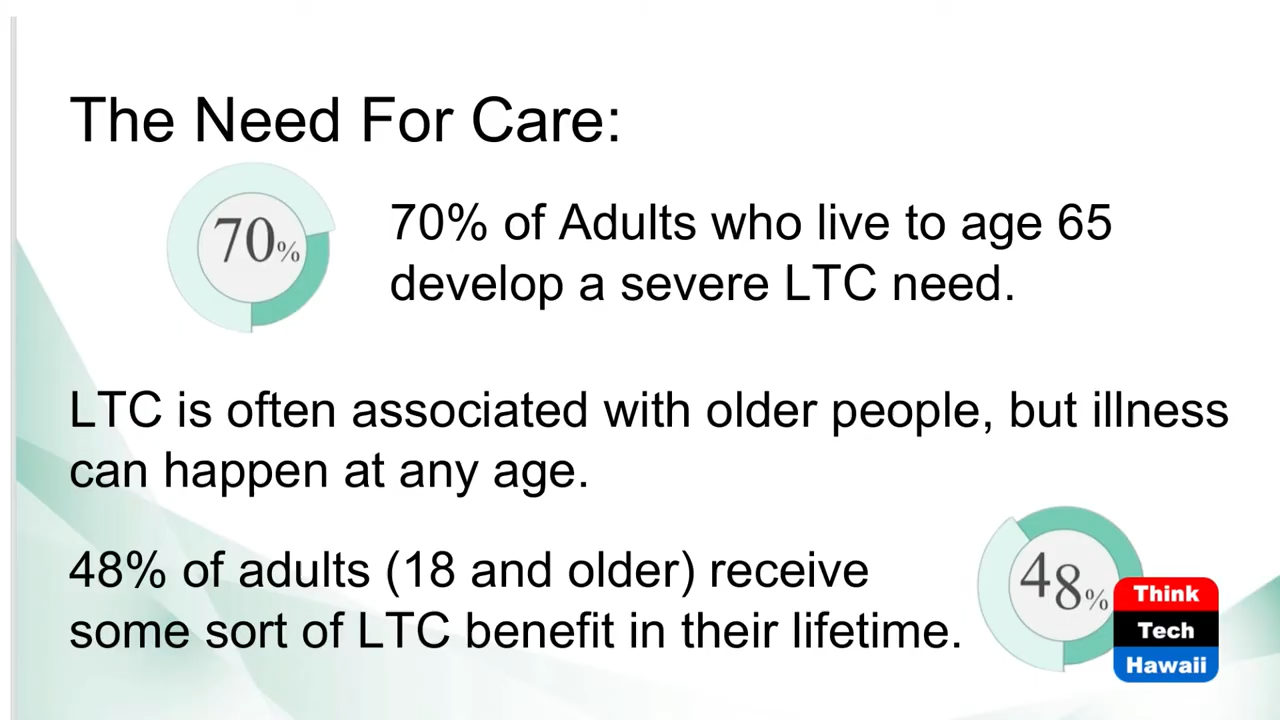 The Need For Care:
70%
70% of Adults who live to age 65
develop a severe LTC need.
LTC is often associated with older people, but illness
can happen at any age.
48% of adults (18 and older) receive
some sort of LTC benefit in their lifetime.
48%
Think
Tech
Hawaii